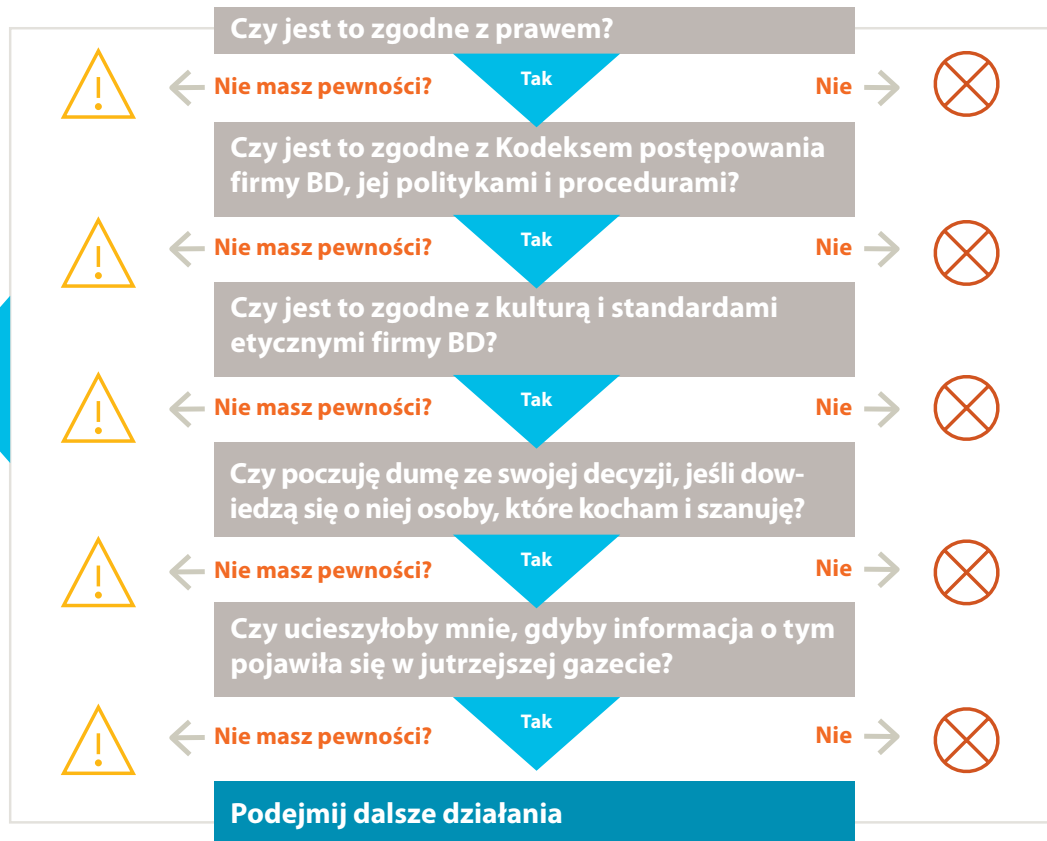 Czy jest to zgodne z prawem?
Nie masz pewności?
Tak
Nie
Czy jest to zgodne z Kodeksem postępowania
firmy BD, jej politykami i procedurami?
Nie masz pewności?
Tak
Nie
Czy jest to zgodne z kulturą i standardami
etycznymi firmy BD?
Nie masz pewności?
Tak
Nie
Czy poczuję dumę ze swojej decyzji, jeśli dow-
iedzą się o niej osoby, które kocham i szanuję?
Nie masz pewności?
Tak
Nie
Czy ucieszyłoby mnie, gdyby informacja o tym
pojawiła się w jutrzejszej gazecie?
Nie masz pewności?
Tak
Nie
Podejmij dalsze działania